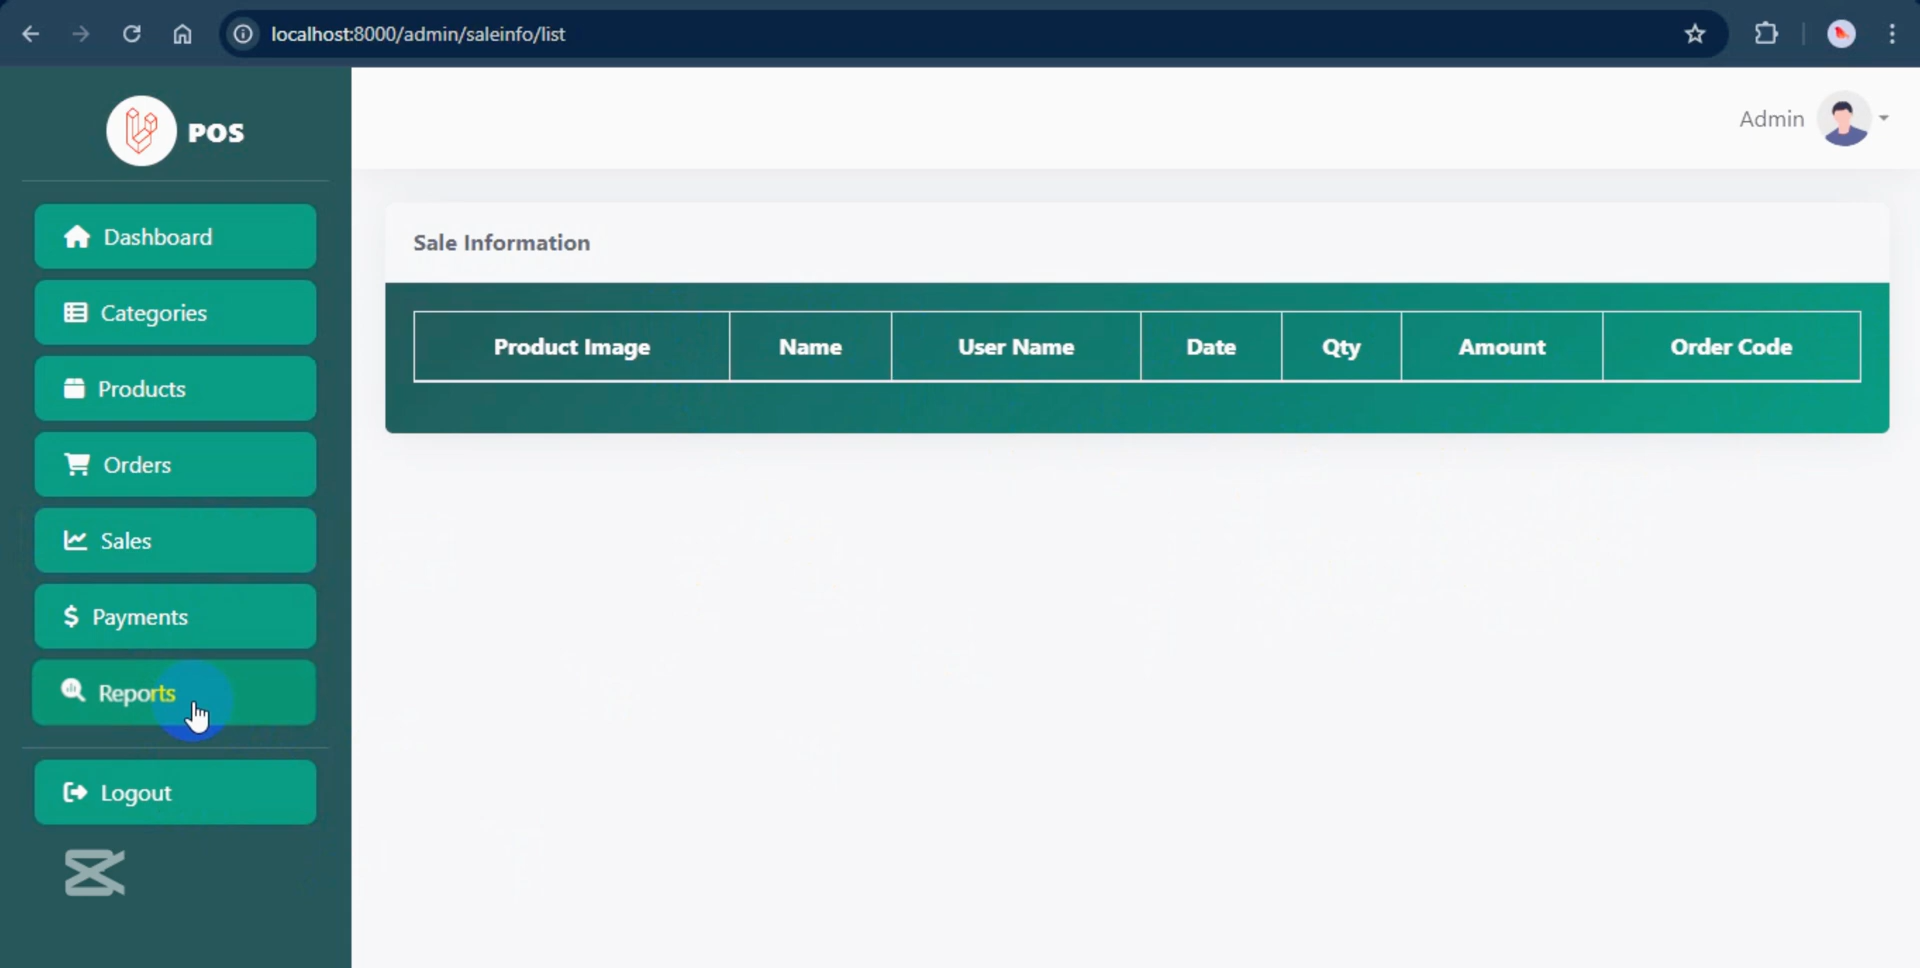 localhost:8000/admin/saleinfo/list
POS
Admin
Dashboard
Categories
Products
Orders
Sales
$ Payments
Reports
Logout
Sale Information
Product Image Name User Name Date Qty Amount Order Code